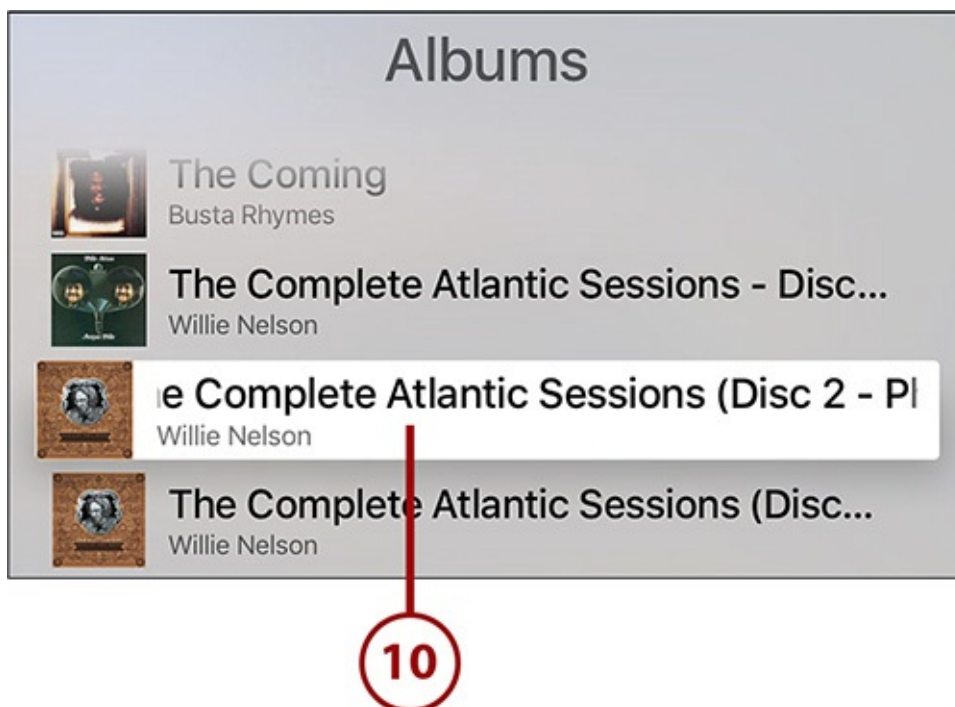 Albums
The Coming
Busta Rhymes
The Complete Atlantic Sessions - Disc...
Willie Nelson
e Complete Atlantic Sessions (Disc 2 - Pl
Willie Nelson
The Complete Atlantic Sessions (Disc...
Willie Nelson
10